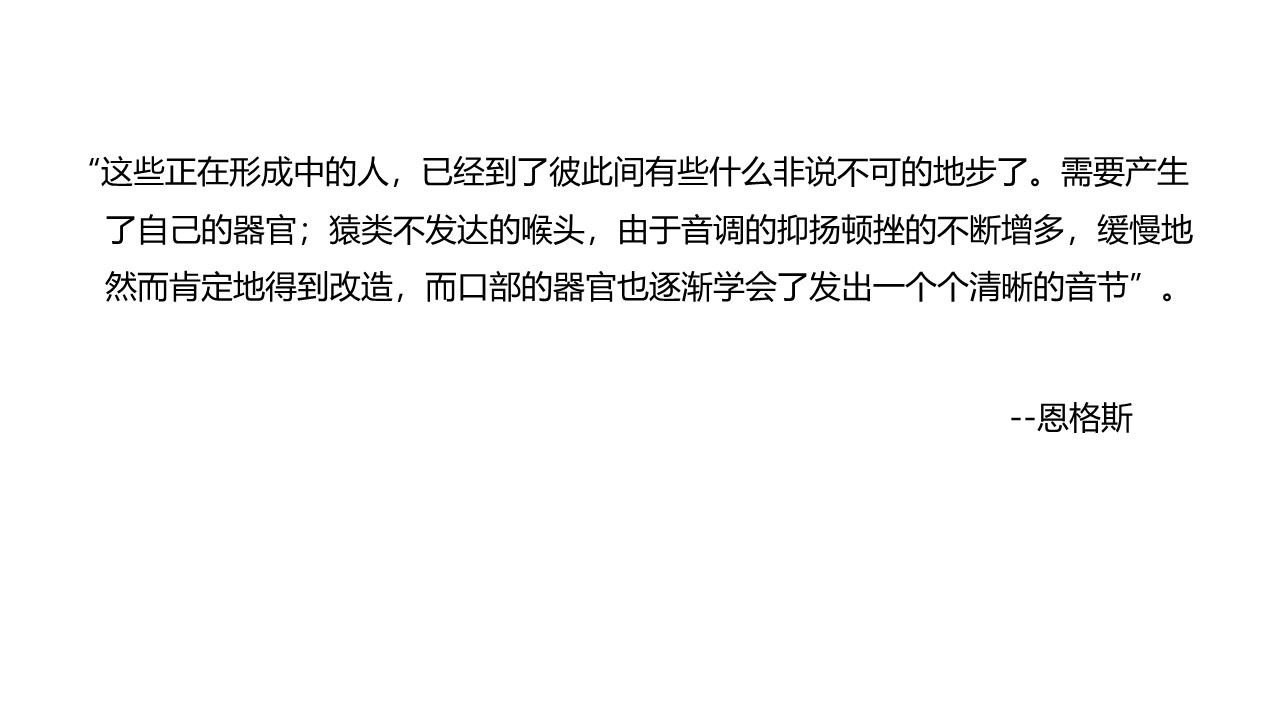 “这些正在形成中的人，已经到了彼此间有些什么非说不可的地步了。需要产生
了自己的器官；猿类不发达的喉头，由于音调的抑扬顿挫的不断增多，缓慢地
然而肯定地得到改造，而口部的器官也逐渐学会了发出一个个清晰的音节”。
--恩格斯